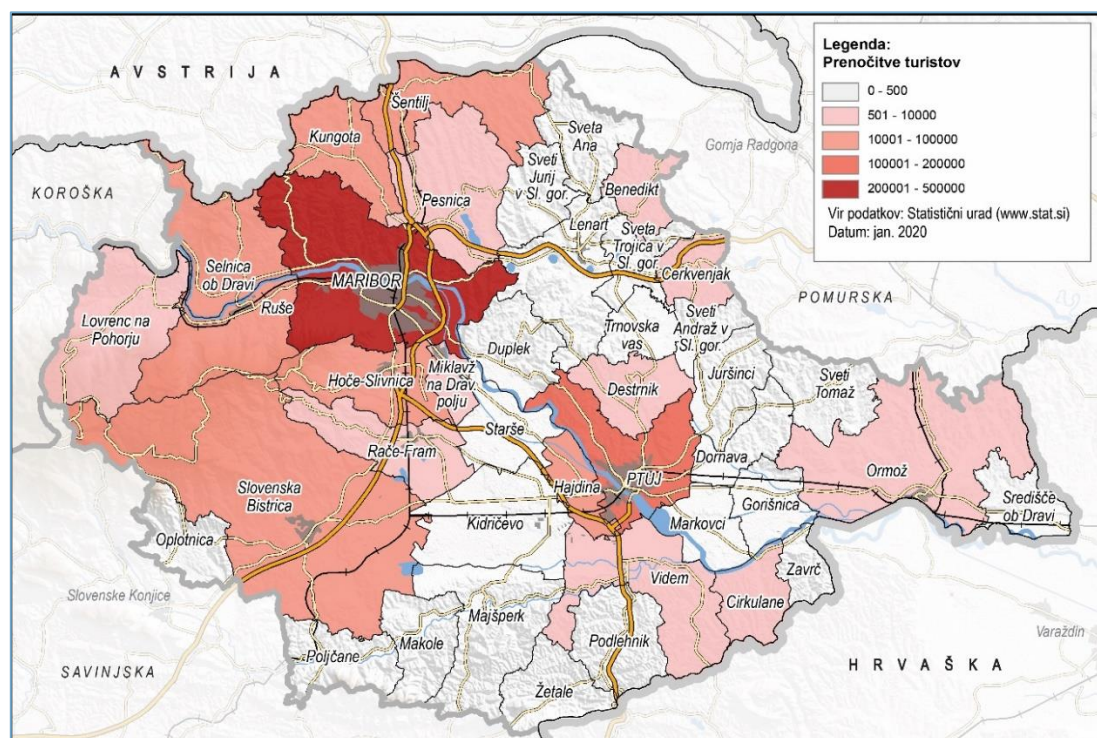 AVSTRIJA
Legenda:
Prenočitve turistov
0 - 500
501 - 10000
10001 - 100000
100001 - 200000
200001 - 500000
Vir podatkov: Statistični urad (www.stat.si)
Datum: jan. 2020
Šentilj
Kungota
Sveta
Ana
Gornja Radgona
Sveti
Jurij
v Sl. gor.
KOROŠKA
Pesnica
Benedikt
Lenart
Sveta
Trojica v
Sl. gor.
Selnica
ob Dravi
MARIBOR
Cerkvenjak
POMURSKA
Ruše
Lovrenc na
Pohorju
Sveti
Andraž v
Sl. gor.
Trnovska
vas
Duplek
Miklavž
na Drav.
polju
Hoče-Slivnica
Juršinci
Sveti
Tomaž
Destrnik
Starše
Rače-Fram
Dornava
Ormož
PTUJ
Hajdina
Slovenska
Bistrica
Gorišnica
Središče
ob Dravi
Kidričevo
Markovci
Oplotnica
Zavrč
Videm
Slovenske Konjice
Cirkulane
Majšperk
Varaždin
Makole
Podlehnik
Poljčane
SAVINJSKA
HRVAŠKA
Žetale